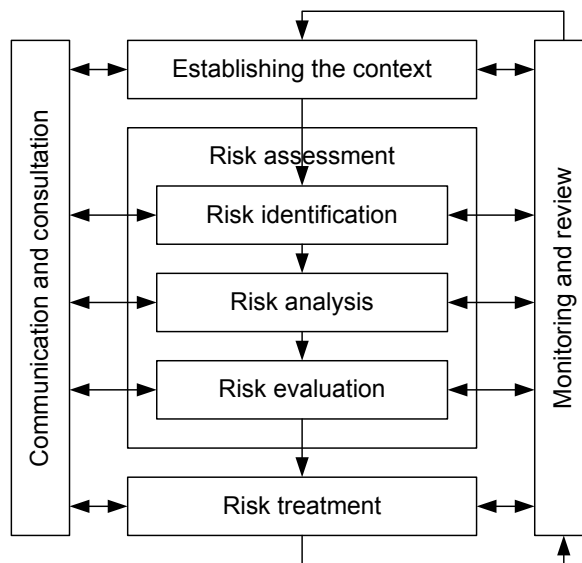 Establishing the context
Communication and consultation
Risk assessment
Risk identification
Risk analysis
Risk evaluation
Risk treatment
Monitoring and review